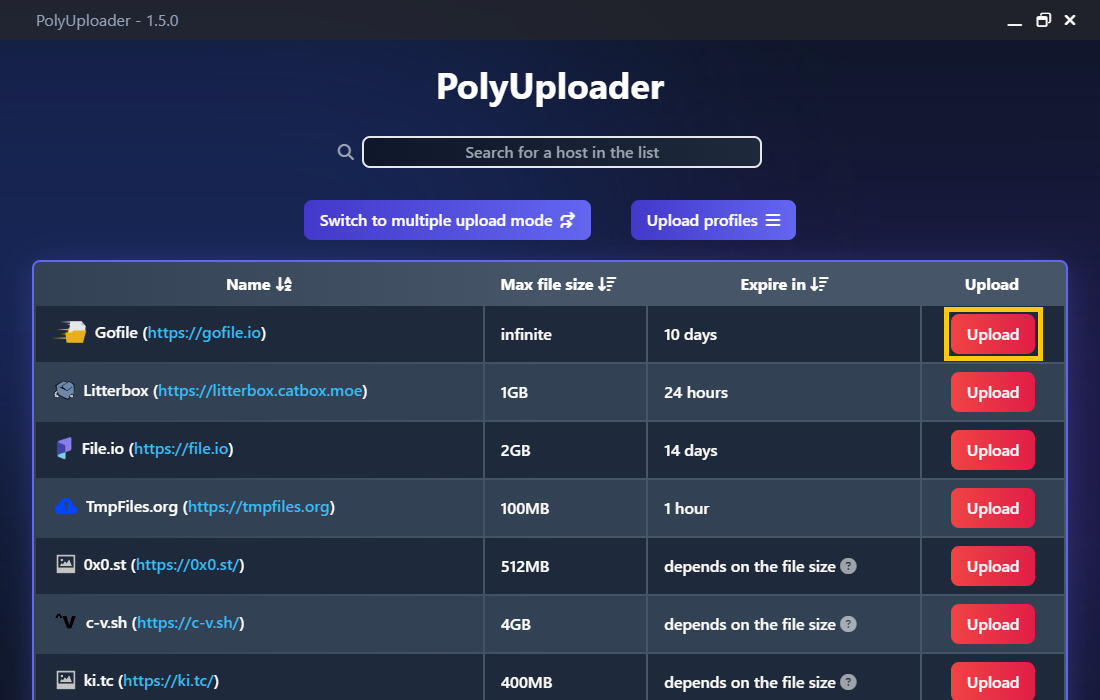 PolyUploader - 1.5.0
PolyUploader
Search for a host in the list
Switch to multiple upload mode
Upload profiles
Name Max file size Expire in Upload
Gofile (https://gofile.io) infinite 10 days Upload
Litterbox (https://litterbox.catbox.moe) 1GB 24 hours Upload
File.io (https://file.io) 2GB 14 days Upload
TmpFiles.org (https://tmpfiles.org) 100MB 1 hour Upload
0x0.st (https://0x0.st/) 512MB depends on the file size ? Upload
^v c-v.sh (https://c-v.sh/) 4GB depends on the file size ? Upload
ki.tc (https://ki.tc/) 400MB depends on the file size ? Upload